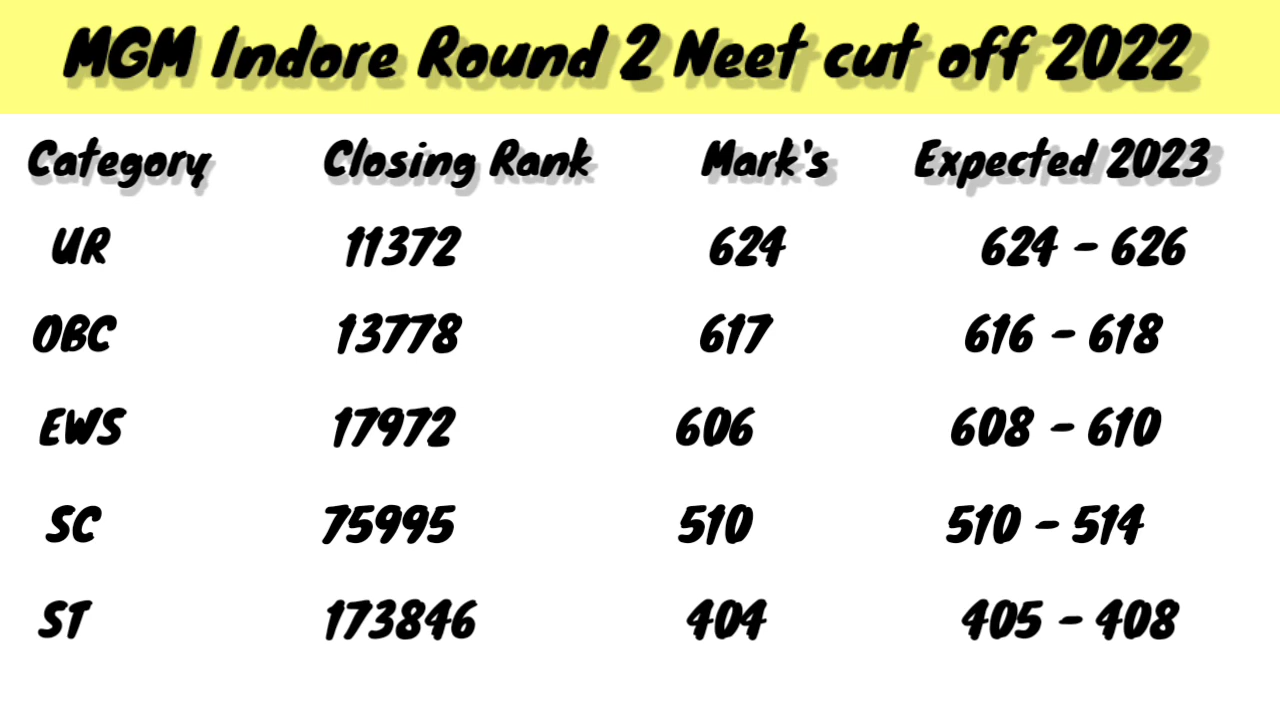 MGM Indore Round 2 Neet cut off 2022
Category Closing Rank Mark's Expected 2023
UR 11372 624 624 - 626
OBC 13778 617 616 - 618
EWS 17972 606 608 - 610
SC 75995 510 510 - 514
ST 173846 404 405 - 408